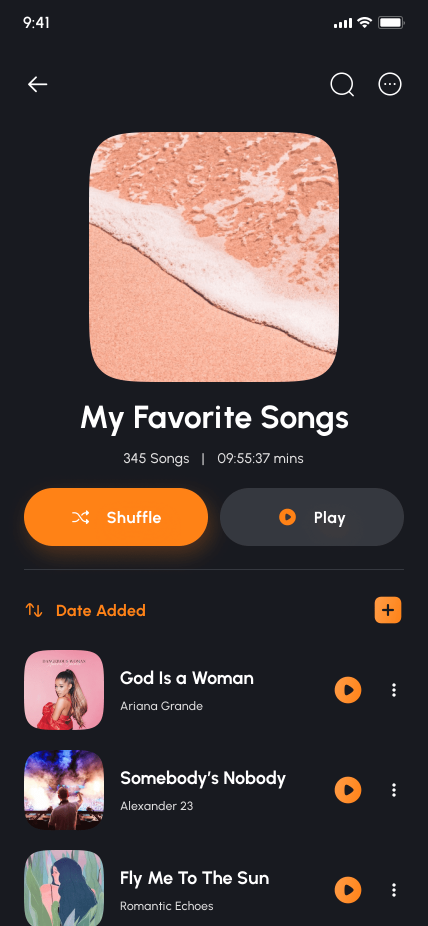 9:41
My Favorite Songs
345 Songs | 09:55:37 mins
Shuffle
Play
Date Added
God Is a Woman
Ariana Grande
Somebody's Nobody
Alexander 23
Fly Me To The Sun
Romantic Echoes